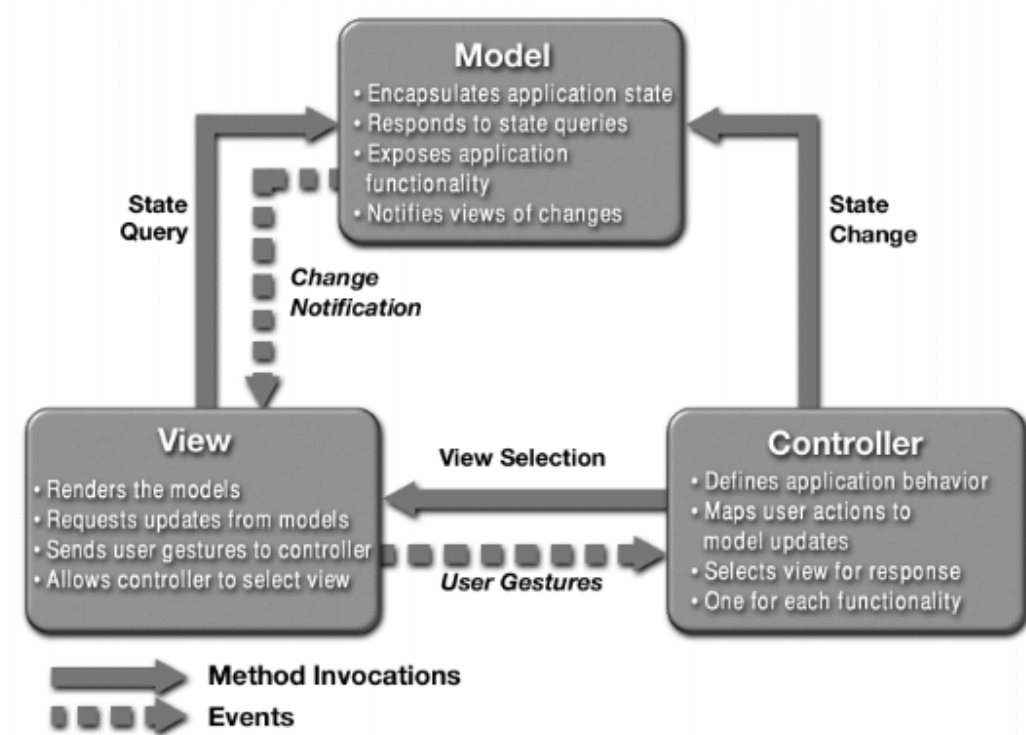 Model
• Encapsulates application state
• Responds to state queries
• Exposes application
functionality
• Notifies views of changes
State
Query
State
Change
Change
Notification
View
• Renders the models
• Requests updates from models
• Sends user gestures to controller
• Allows controller to select view
View Selection
User Gestures
Controller
• Defines application behavior
• Maps user actions to
model updates
• Selects view for response
• One for each functionality
Method Invocations
Events